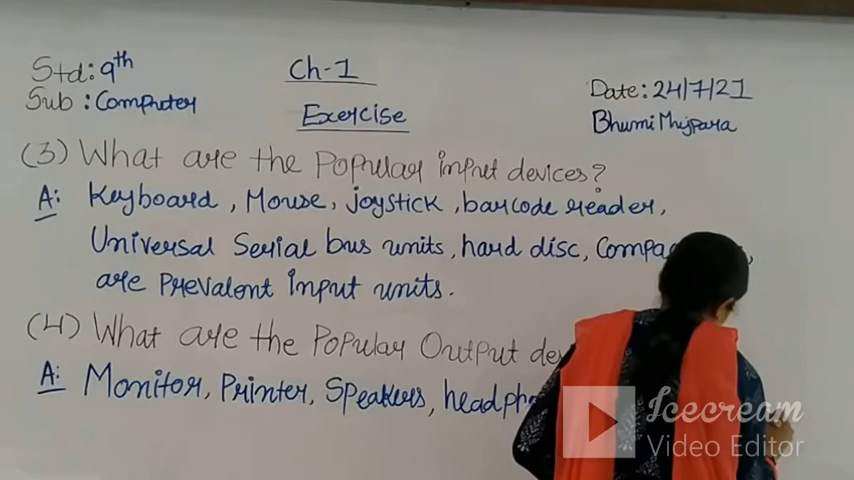 Std: 9th
Ch-1
Date: 24/7/21
Sub: Computer
Exercise
Bhumi
(3) What are the Popular input devices?
A: Keyboard, Mouse, joystick, barcode reader,
Universal Serial bus units, hard disc,
are Prevalent Input units.
(4) What are the Popular Output
A: Monitor, Printer, Speakers,
Icecream
Video Editor